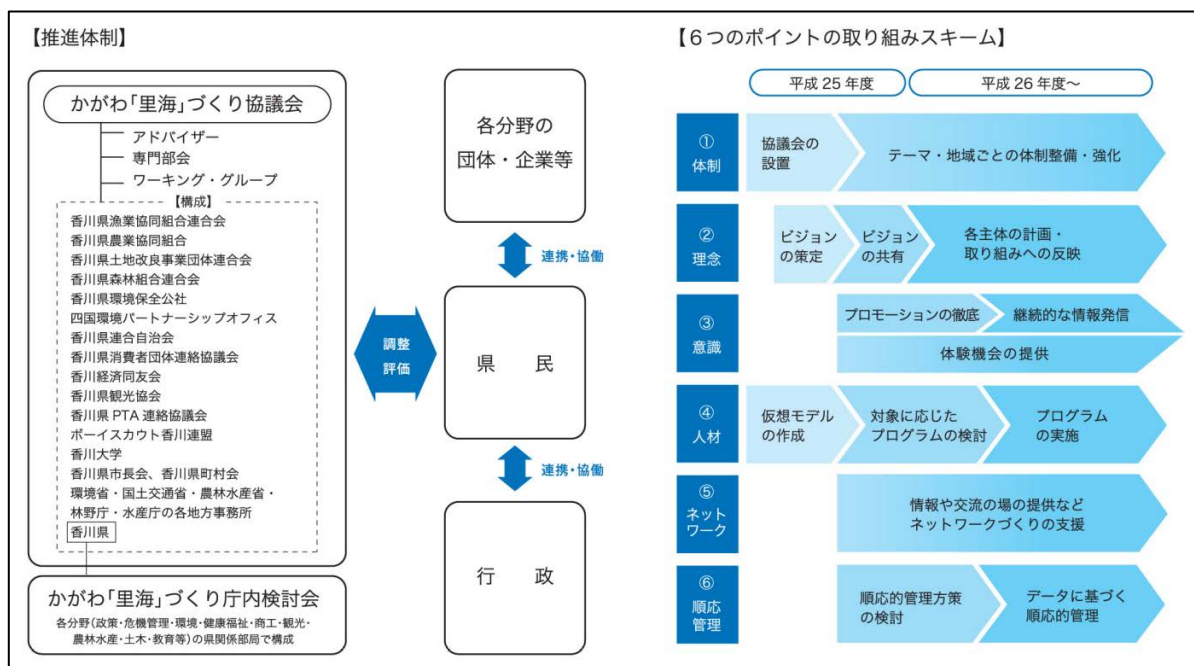 【推進体制】
かがわ「里海」づくり協議会
アドバイザー
専門部会
ワーキング・グループ
【構成】
香川県漁業協同組合連合会
香川県農業協同組合
香川県土地改良事業団体連合会
香川県森林組合連合会
香川県環境保全公社
四国環境パートナーシップオフィス
香川県連合自治会
香川県消費者団体連絡協議会
香川経済同友会
香川県観光協会
香川県 PTA 連絡協議会
ボーイスカウト香川連盟
香川大学
香川県市長会、香川県町村会
環境省・国土交通省・農林水産省・
林野庁・水産庁の各地方事務所
香川県
かがわ「里海」づくり庁内検討会
各分野(政策・危機管理・環境・健康福祉・商工・観光・
農林水産・土木・教育等)の県関係部局で構成
調整
評価
各分野の
団体・企業等
連携・協働
県 民
連携・協働
行 政
【6つのポイントの取り組みスキーム】
平成 25 年度
平成 26 年度〜
①
体制
協議会の
設置
テーマ・地域ごとの体制整備・強化
②
理念
ビジョン
の策定
ビジョン
の共有
各主体の計画・
取り組みへの反映
③
意識
プロモーションの徹底
継続的な情報発信
体験機会の提供
④
人材
仮想モデル
の作成
対象に応じた
プログラムの検討
プログラム
の実施
⑤
ネット
ワーク
情報や交流の場の提供など
ネットワークづくりの支援
⑥
順応
管理
順応的管理方策
の検討
データに基づく
順応的管理